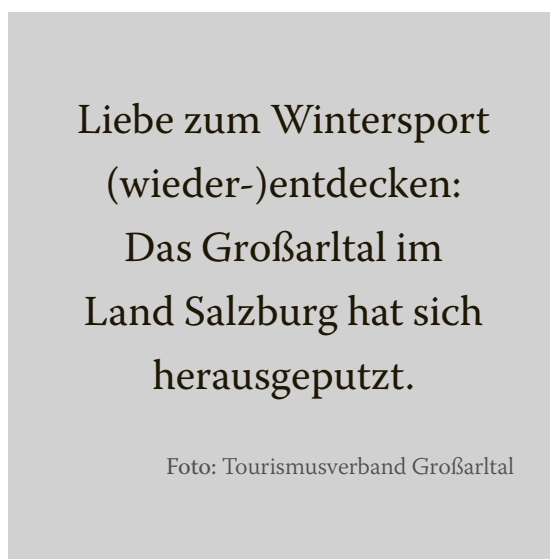 Liebe zum Wintersport
(wieder-)entdecken:
Das Großarltal im
Land Salzburg hat sich
herausgeputzt.
Foto: Tourismusverband Großarltal